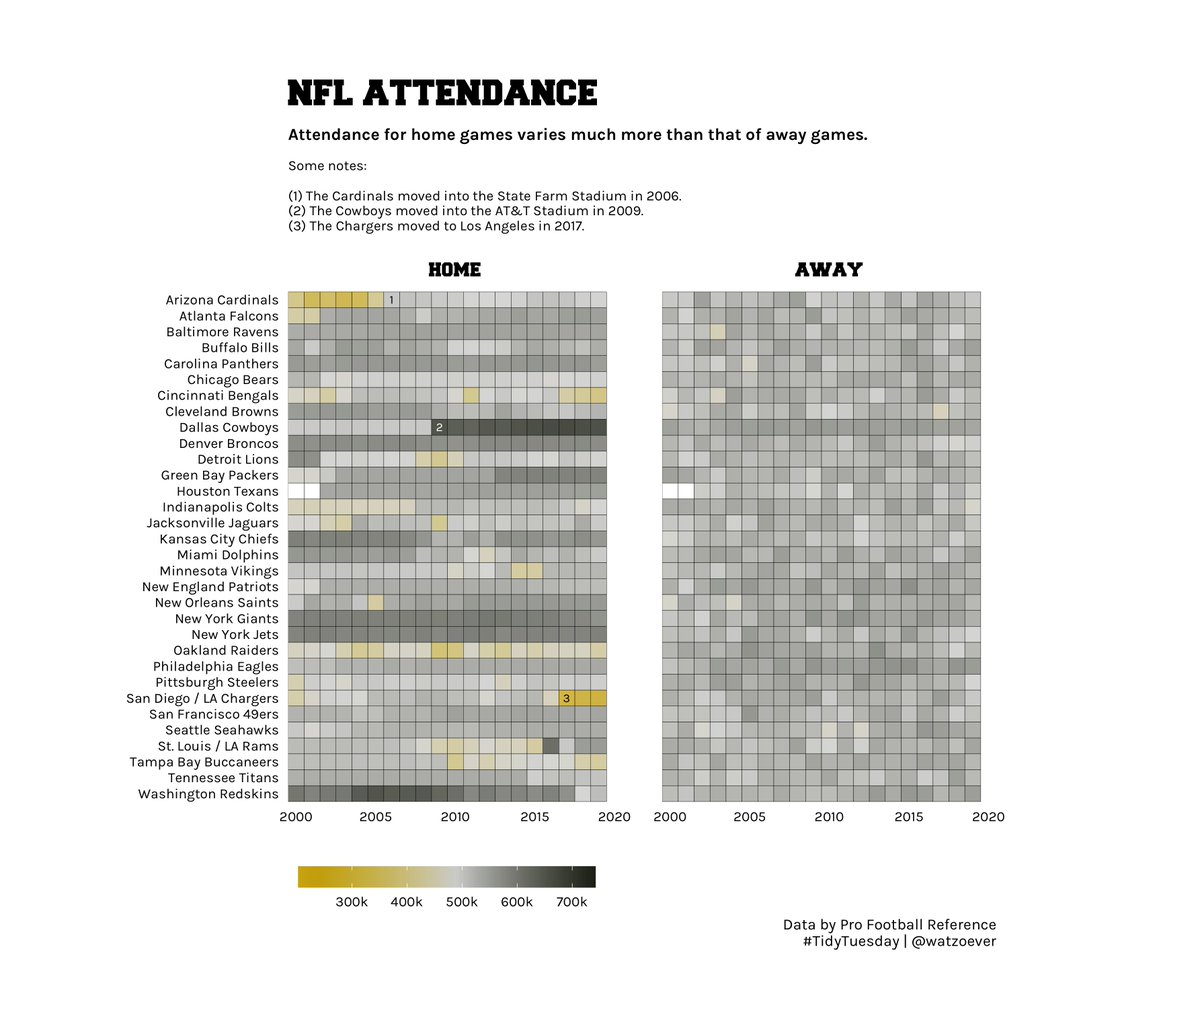 NFL ATTENDANCE
Attendance for home games varies much more than that of away games.
Some notes:
(1) The Cardinals moved into the State Farm Stadium in 2006.
(2) The Cowboys moved into the AT&T Stadium in 2009.
(3) The Chargers moved to Los Angeles in 2017.
HOME AWAY
Arizona Cardinals 1
Atlanta Falcons
Baltimore Ravens
Buffalo Bills
Carolina Panthers
Chicago Bears
Cincinnati Bengals
Cleveland Browns
Dallas Cowboys 2
Denver Broncos
Detroit Lions
Green Bay Packers
Houston Texans
Indianapolis Colts
Jacksonville Jaguars
Kansas City Chiefs
Miami Dolphins
Minnesota Vikings
New England Patriots
New Orleans Saints
New York Giants
New York Jets
Oakland Raiders
Philadelphia Eagles
Pittsburgh Steelers
San Diego / LA Chargers 3
San Francisco 49ers
Seattle Seahawks
St. Louis / LA Rams
Tampa Bay Buccaneers
Tennessee Titans
Washington Redskins
2000 2005 2010 2015 2020 2000 2005 2010 2015 2020
300k 400k 500k 600k 700k
Data by Pro Football Reference
#TidyTuesday | @watzoever